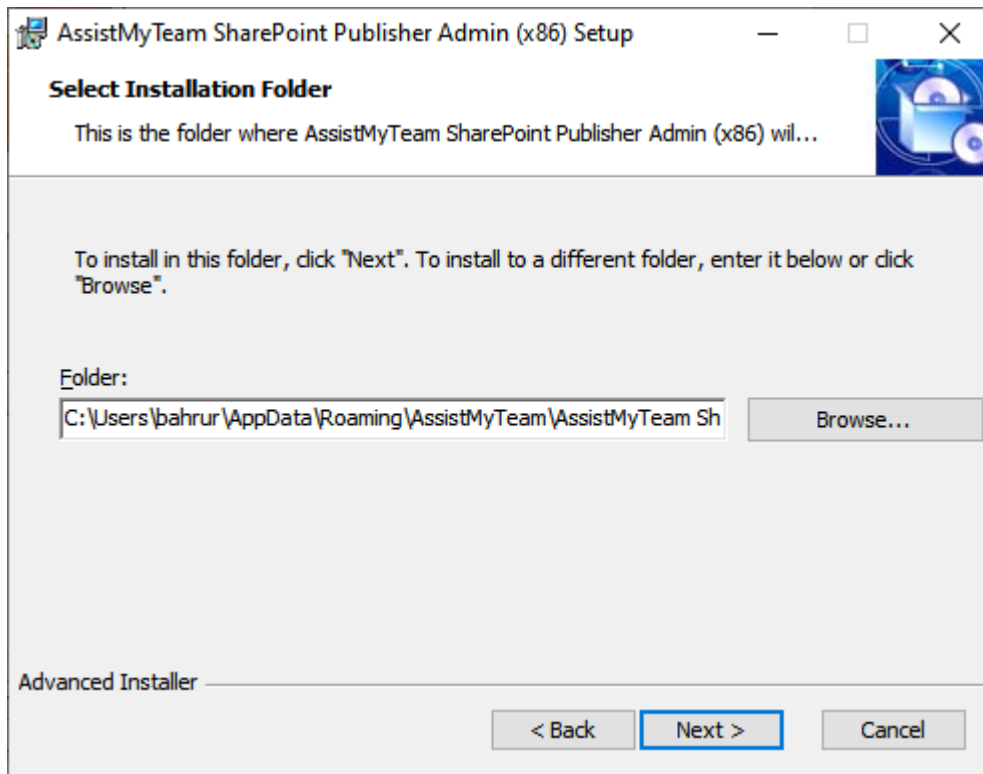 AssistMyTeam SharePoint Publisher Admin (x86) Setup
Select Installation Folder
This is the folder where AssistMyTeam SharePoint Publisher Admin (x86) wil...
To install in this folder, click "Next". To install to a different folder, enter it below or click
"Browse".
Folder:
C:\Users\bahrur\AppData\Roaming\AssistMyTeam\AssistMyTeam Sh
Browse...
Advanced Installer
< Back
Next >
Cancel